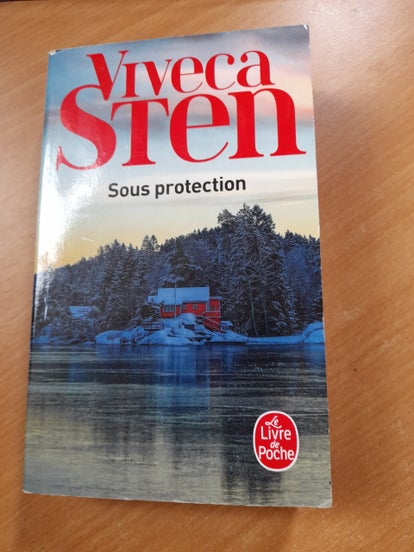 Viveca
Sten
Sous protection
Le
Livre
de
Poche